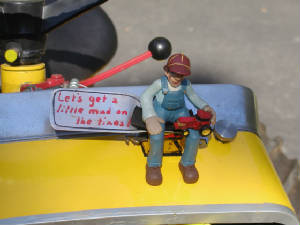 Let's get a
little mud on
the tires!